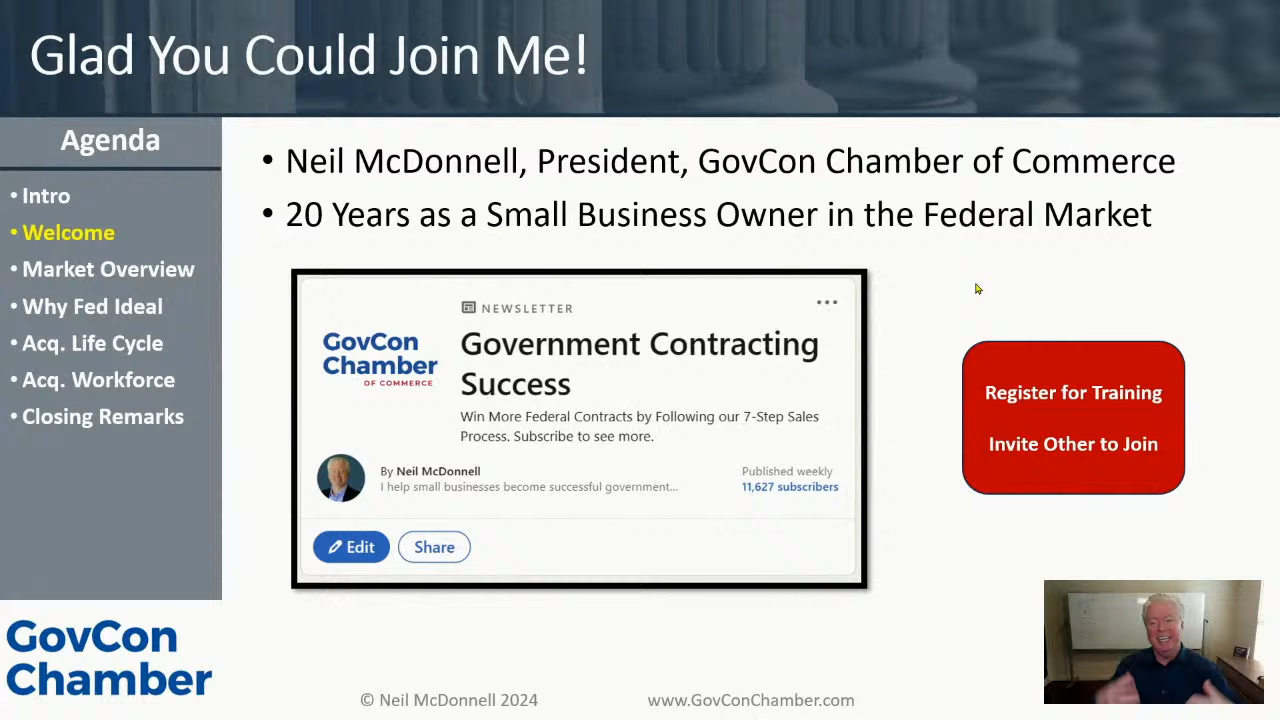 Glad You Could Join Me!
Agenda
• Intro
• Welcome
• Market Overview
• Why Fed Ideal
• Acq. Life Cycle
• Acq. Workforce
• Closing Remarks
GovCon
Chamber
• Neil McDonnell, President, GovCon Chamber of Commerce
• 20 Years as a Small Business Owner in the Federal Market
NEWSLETTER
GovCon
Chamber
OF COMMERCE
Government Contracting
Success
Win More Federal Contracts by Following our 7-Step Sales
Process. Subscribe to see more.
By Neil McDonnell
I help small businesses become successful government...
Published weekly
11,627 subscribers
Edit
Share
Register for Training
Invite Other to Join
© Neil McDonnell 2024
www.GovConChamber.com